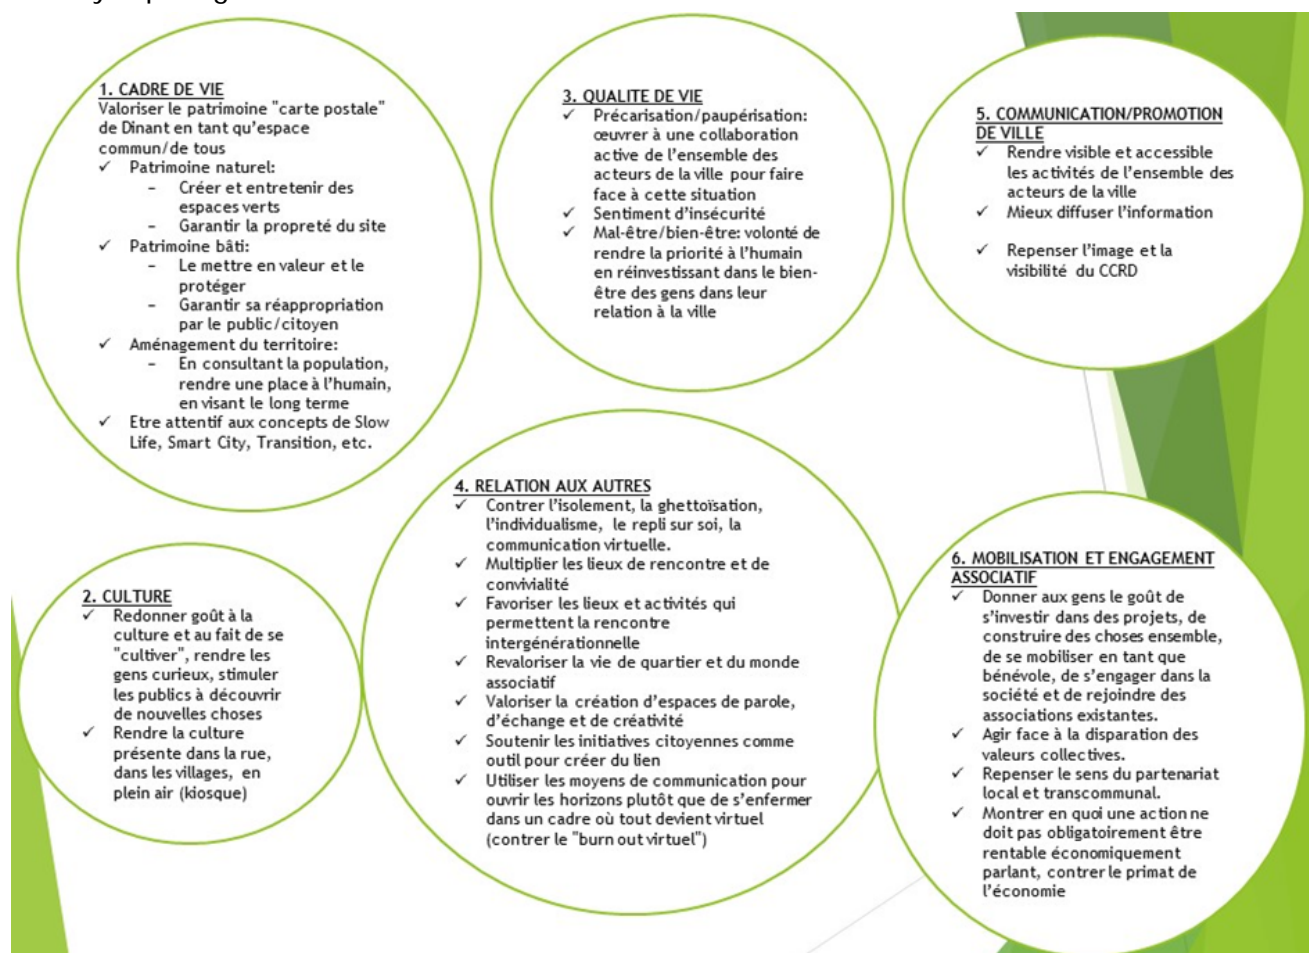 1. CADRE DE VIE
Valoriser le patrimoine "carte postale"
de Dinant en tant qu'espace
commun/de tous
✓ Patrimoine naturel:
– Créer et entretenir des
espaces verts
– Garantir la propreté du site
✓ Patrimoine bâti:
– Le mettre en valeur et le
protéger
– Garantir sa réappropriation
par le public/citoyen
✓ Aménagement du territoire:
– En consultant la population,
rendre une place à l'humain,
en visant le long terme
✓ Etre attentif aux concepts de Slow
Life, Smart City, Transition, etc.
2. CULTURE
✓ Redonner goût à la
culture et au fait de se
"cultiver", rendre les
gens curieux, stimuler
les publics à découvrir
de nouvelles choses
✓ Rendre la culture
présente dans la rue,
dans les villages, en
plein air (kiosque)
3. QUALITE DE VIE
✓ Précarisation/paupérisation:
œuvrer à une collaboration
active de l'ensemble des
acteurs de la ville pour faire
face à cette situation
✓ Sentiment d'insécurité
✓ Mal-être/bien-être: volonté de
rendre la priorité à l'humain
en réinvestissant dans le bien-
être des gens dans leur
relation à la ville
4. RELATION AUX AUTRES
✓ Contrer l'isolement, la ghettoïsation,
l'individualisme, le repli sur soi, la
communication virtuelle.
✓ Multiplier les lieux de rencontre et de
convivialité
✓ Favoriser les lieux et activités qui
permettent la rencontre
intergénérationnelle
✓ Revaloriser la vie de quartier et du monde
associatif
✓ Valoriser la création d'espaces de parole,
d'échange et de créativité
✓ Soutenir les initiatives citoyennes comme
outil pour créer du lien
✓ Utiliser les moyens de communication pour
ouvrir les horizons plutôt que de s'enfermer
dans un cadre où tout devient virtuel
(contrer le "burn out virtuel")
5. COMMUNICATION/PROMOTION
DE VILLE
✓ Rendre visible et accessible
les activités de l'ensemble des
acteurs de la ville
✓ Mieux diffuser l'information
✓ Repenser l'image et la
visibilité du CCRD
6. MOBILISATION ET ENGAGEMENT
ASSOCIATIF
✓ Donner aux gens le goût de
s'investir dans des projets, de
construire des choses ensemble,
de se mobiliser en tant que
bénévole, de s'engager dans la
société et de rejoindre des
associations existantes.
✓ Agir face à la disparation des
valeurs collectives.
✓ Repenser le sens du partenariat
local et transcommunal.
✓ Montrer en quoi une action ne
doit pas obligatoirement être
rentable économiquement
parlant, contrer le primat de
l'économie